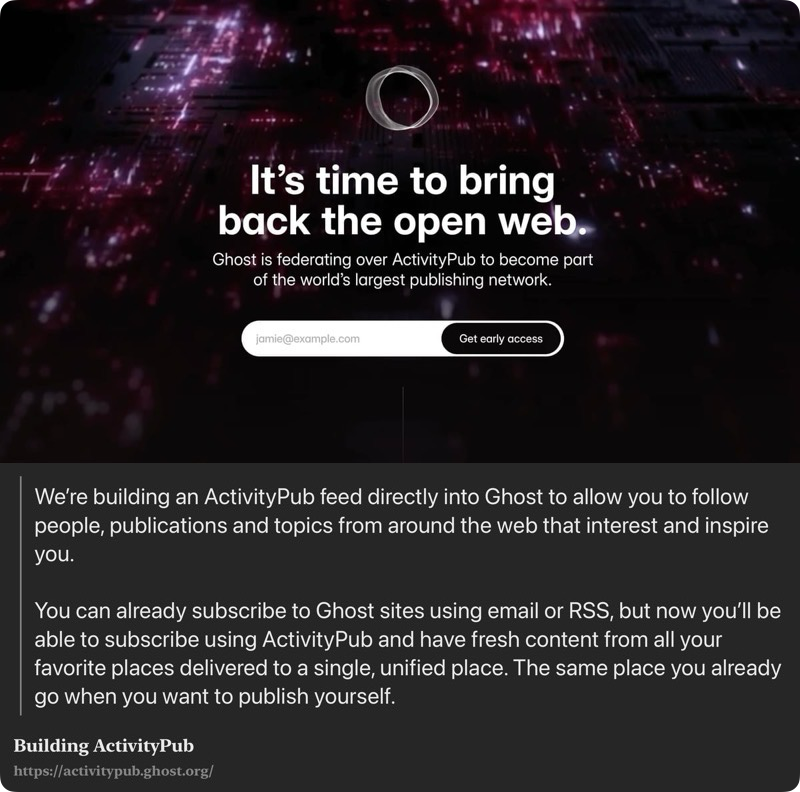 It’s time to bring
back the open web.
Ghost is federating over ActivityPub to become part
of the world’s largest publishing network.
jamie@example.com
Get early access
We’re building an ActivityPub feed directly into Ghost to allow you to follow
people, publications and topics from around the web that interest and inspire
you.
You can already subscribe to Ghost sites using email or RSS, but now you’ll be
able to subscribe using ActivityPub and have fresh content from all your
favorite places delivered to a single, unified place. The same place you already
go when you want to publish yourself.
Building ActivityPub
https://activitypub.ghost.org/